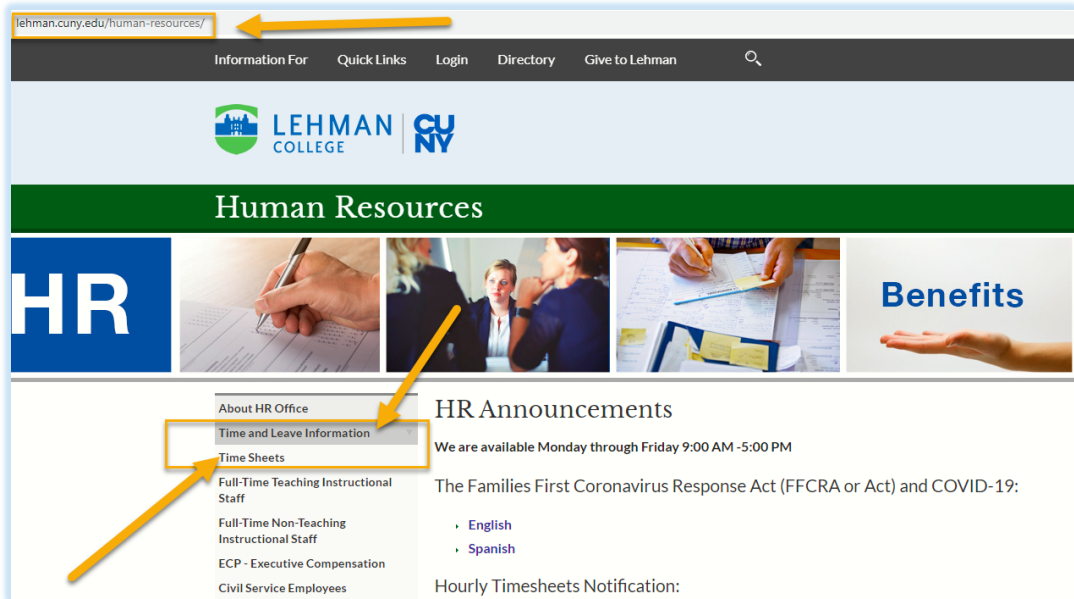 lehman.cuny.edu/human-resources/
Information For Quick Links Login Directory Give to Lehman
LEHMAN
COLLEGE
CU
NY
Human Resources
HR
Benefits
About HR Office
Time and Leave Information
Time Sheets
Full-Time Teaching Instructional
Staff
Full-Time Non-Teaching
Instructional Staff
ECP - Executive Compensation
Civil Service Employees
HR Announcements
We are available Monday through Friday 9:00 AM -5:00 PM
The Families First Coronavirus Response Act (FFCRA or Act) and COVID-19:
English
Spanish
Hourly Timesheets Notification: